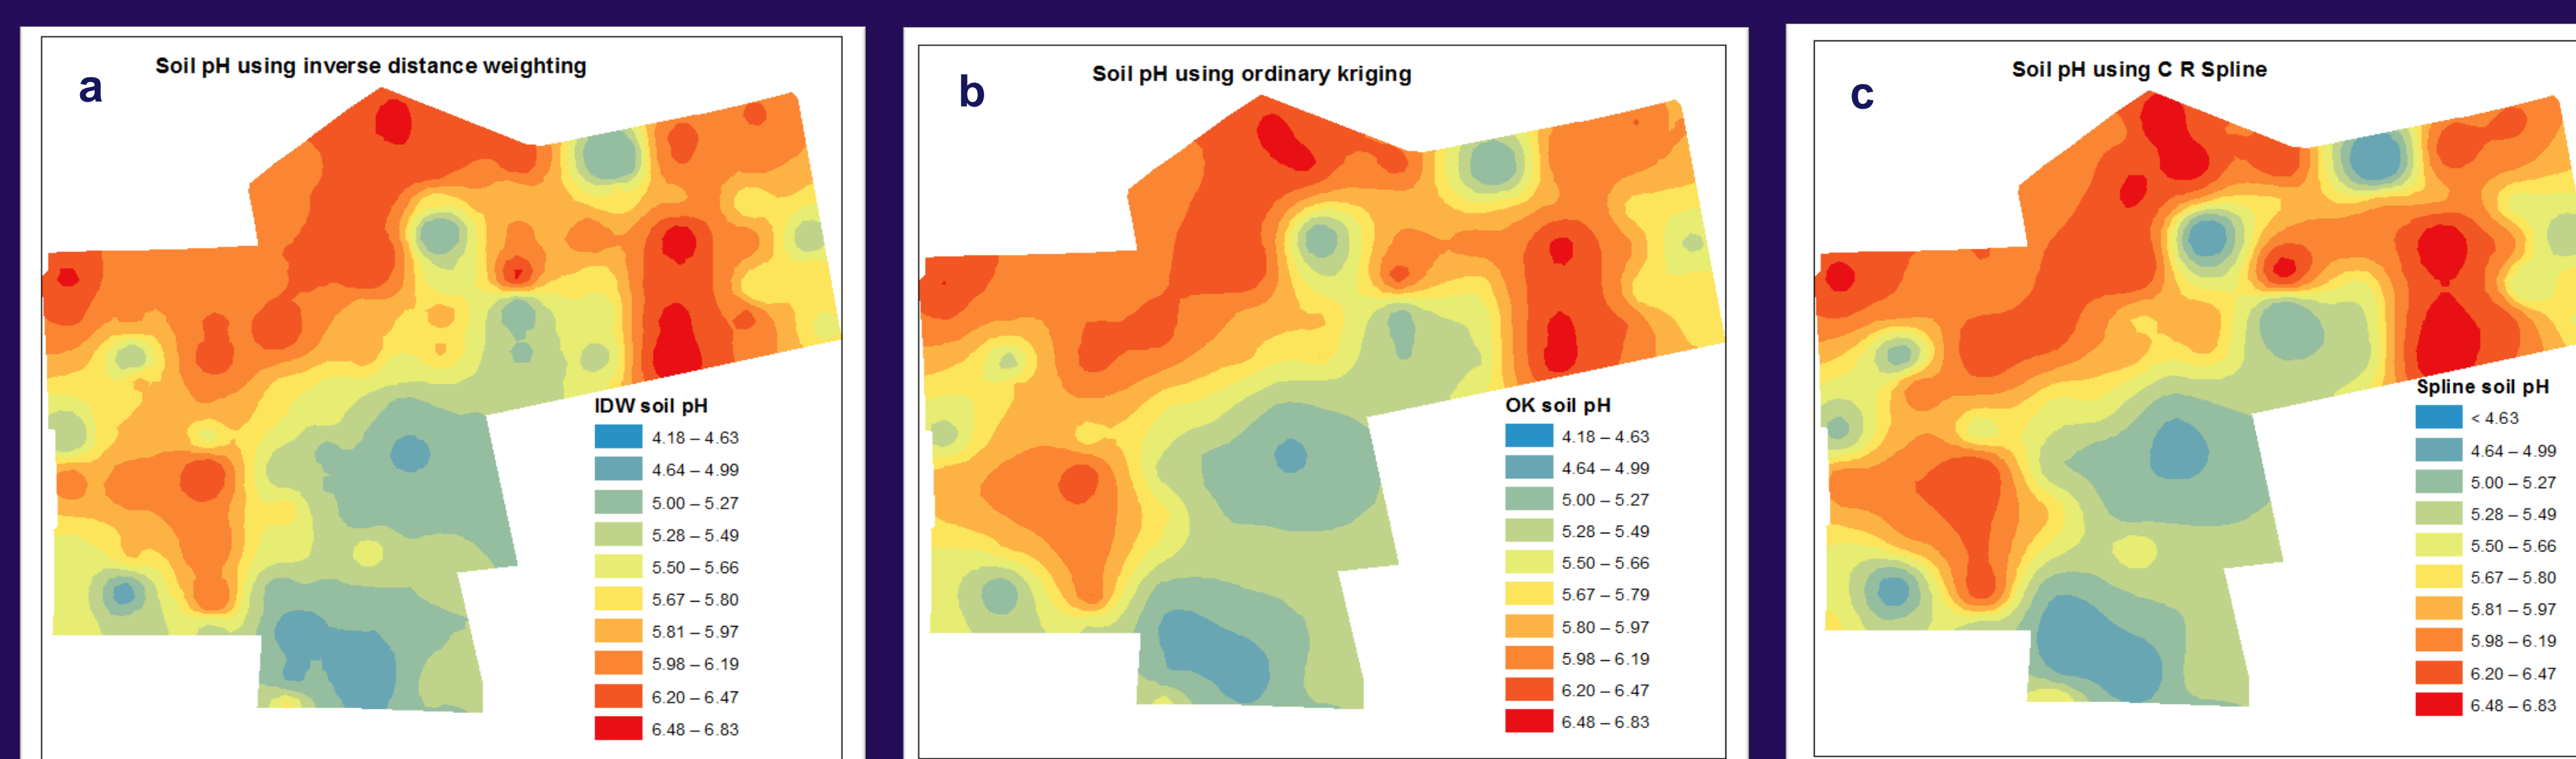 a
Soil pH using inverse distance weighting
IDW soil pH
4.18 – 4.63
4.64 – 4.99
5.00 – 5.27
5.28 – 5.49
5.50 – 5.66
5.67 – 5.80
5.81 – 5.97
5.98 – 6.19
6.20 – 6.47
6.48 – 6.83
b
Soil pH using ordinary kriging
OK soil pH
4.18 – 4.63
4.64 – 4.99
5.00 – 5.27
5.28 – 5.49
5.50 – 5.66
5.67 – 5.79
5.80 – 5.97
5.98 – 6.19
6.20 – 6.47
6.48 – 6.83
c
Soil pH using C R Spline
Spline soil pH
< 4.63
4.64 – 4.99
5.00 – 5.27
5.28 – 5.49
5.50 – 5.66
5.67 – 5.80
5.81 – 5.97
5.98 – 6.19
6.20 – 6.47
6.48 – 6.83